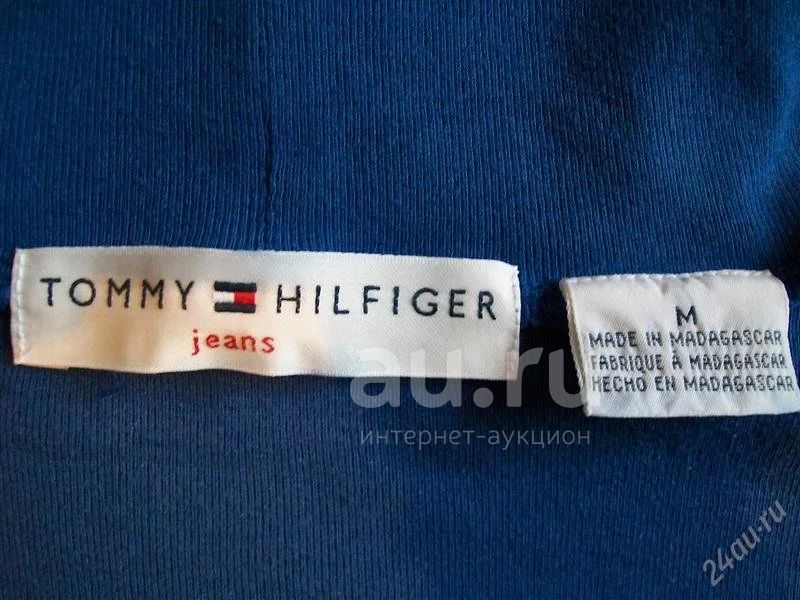 TOMMY HILFIGER
jeans
M
MADE IN MADAGASCAR
FABRIQUE À MADAGASCAR
HECHO EN MADAGASCAR
au.ru
интернет-аукцион
24au.ru